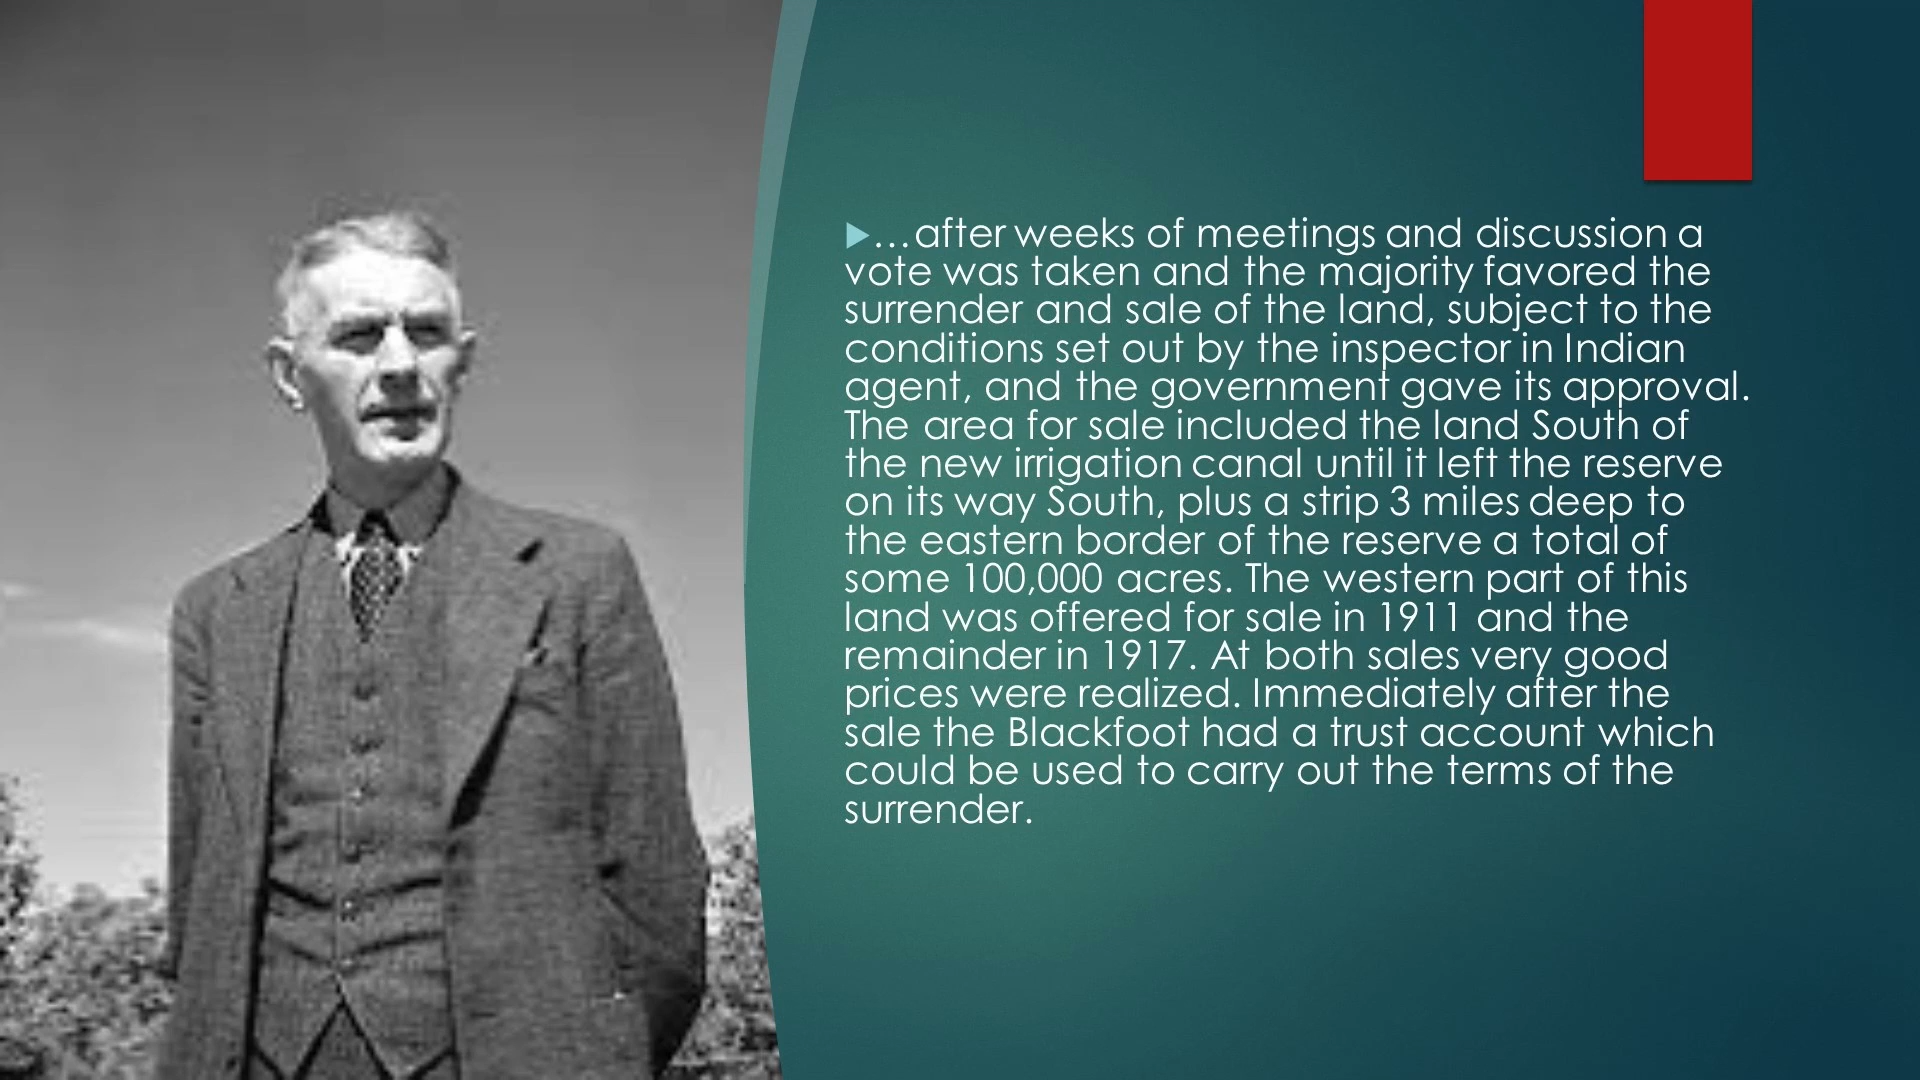 …after weeks of meetings and discussion a
vote was taken and the majority favored the
surrender and sale of the land, subject to the
conditions set out by the inspector in Indian
agent, and the government gave its approval.
The area for sale included the land South of
the new irrigation canal until it left the reserve
on its way South, plus a strip 3 miles deep to
the eastern border of the reserve a total of
some 100,000 acres. The western part of this
land was offered for sale in 1911 and the
remainder in 1917. At both sales very good
prices were realized. Immediately after the
sale the Blackfoot had a trust account which
could be used to carry out the terms of the
surrender.